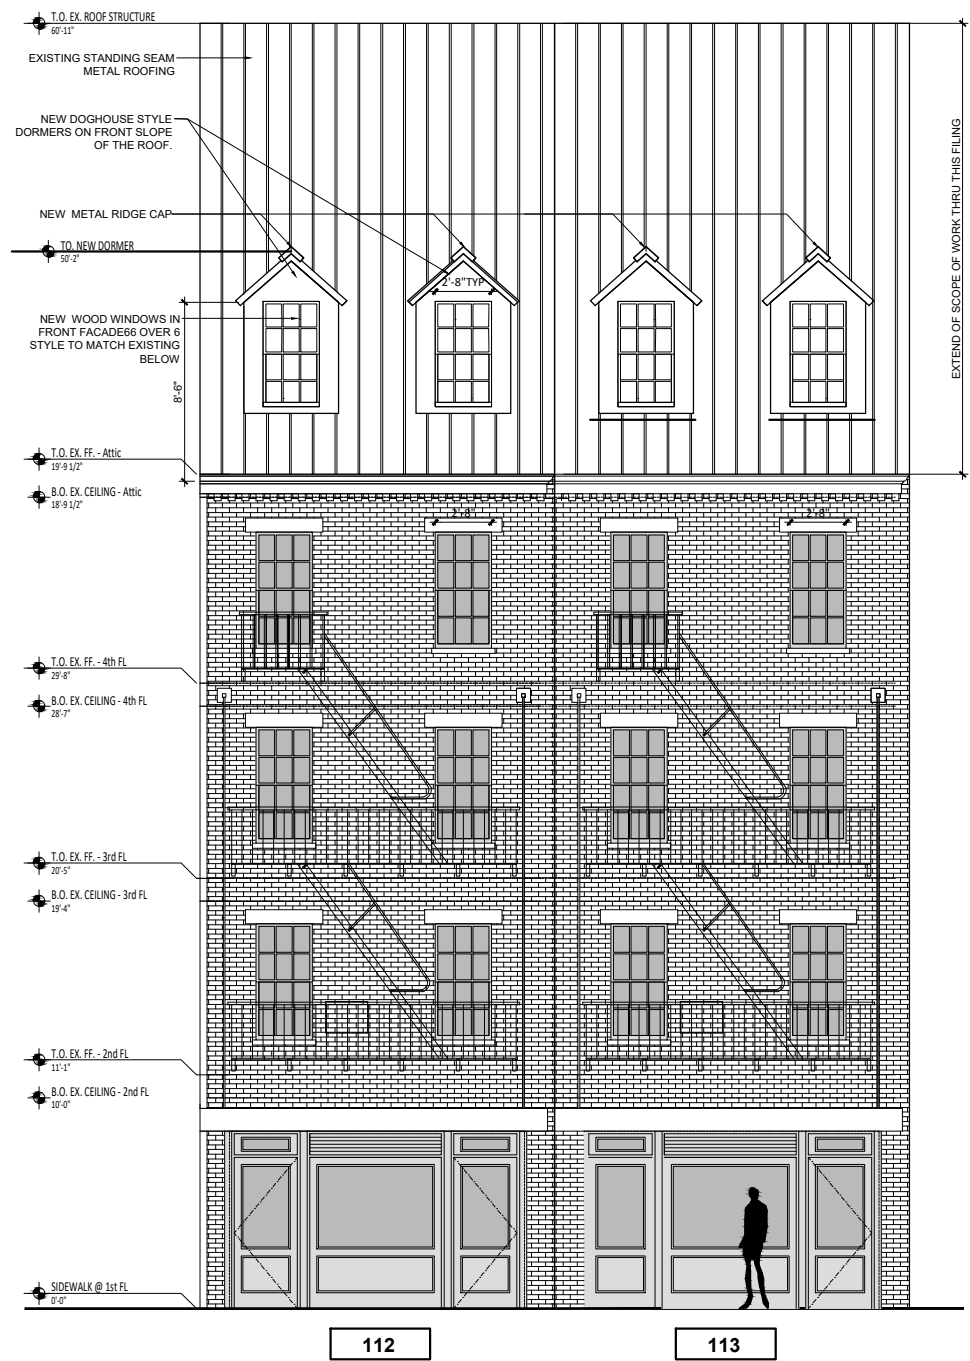 T.O. EX. ROOF STRUCTURE
60'-11"
EXISTING STANDING SEAM
METAL ROOFING
NEW DOGHOUSE STYLE
DORMERS ON FRONT SLOPE
OF THE ROOF.
NEW METAL RIDGE CAP
TO. NEW DORMER
50'-2"
2'-8"TYP
NEW WOOD WINDOWS IN
FRONT FACADE66 OVER 6
STYLE TO MATCH EXISTING
BELOW
8'-6"
EXTEND OF SCOPE OF WORK THRU THIS FILING
T.O. EX. FF. - Attic
19'-9 1/2"
B.O. EX. CEILING - Attic
18'-9 1/2"
2'-8"
2'-8"
T.O. EX. FF. - 4th FL
29'-8"
B.O. EX. CEILING - 4th FL
28'-7"
T.O. EX. FF. - 3rd FL
20'-5"
B.O. EX. CEILING - 3rd FL
19'-4"
T.O. EX. FF. - 2nd FL
11'-1"
B.O. EX. CEILING - 2nd FL
10'-0"
SIDEWALK @ 1st FL
0'-0"
112
113